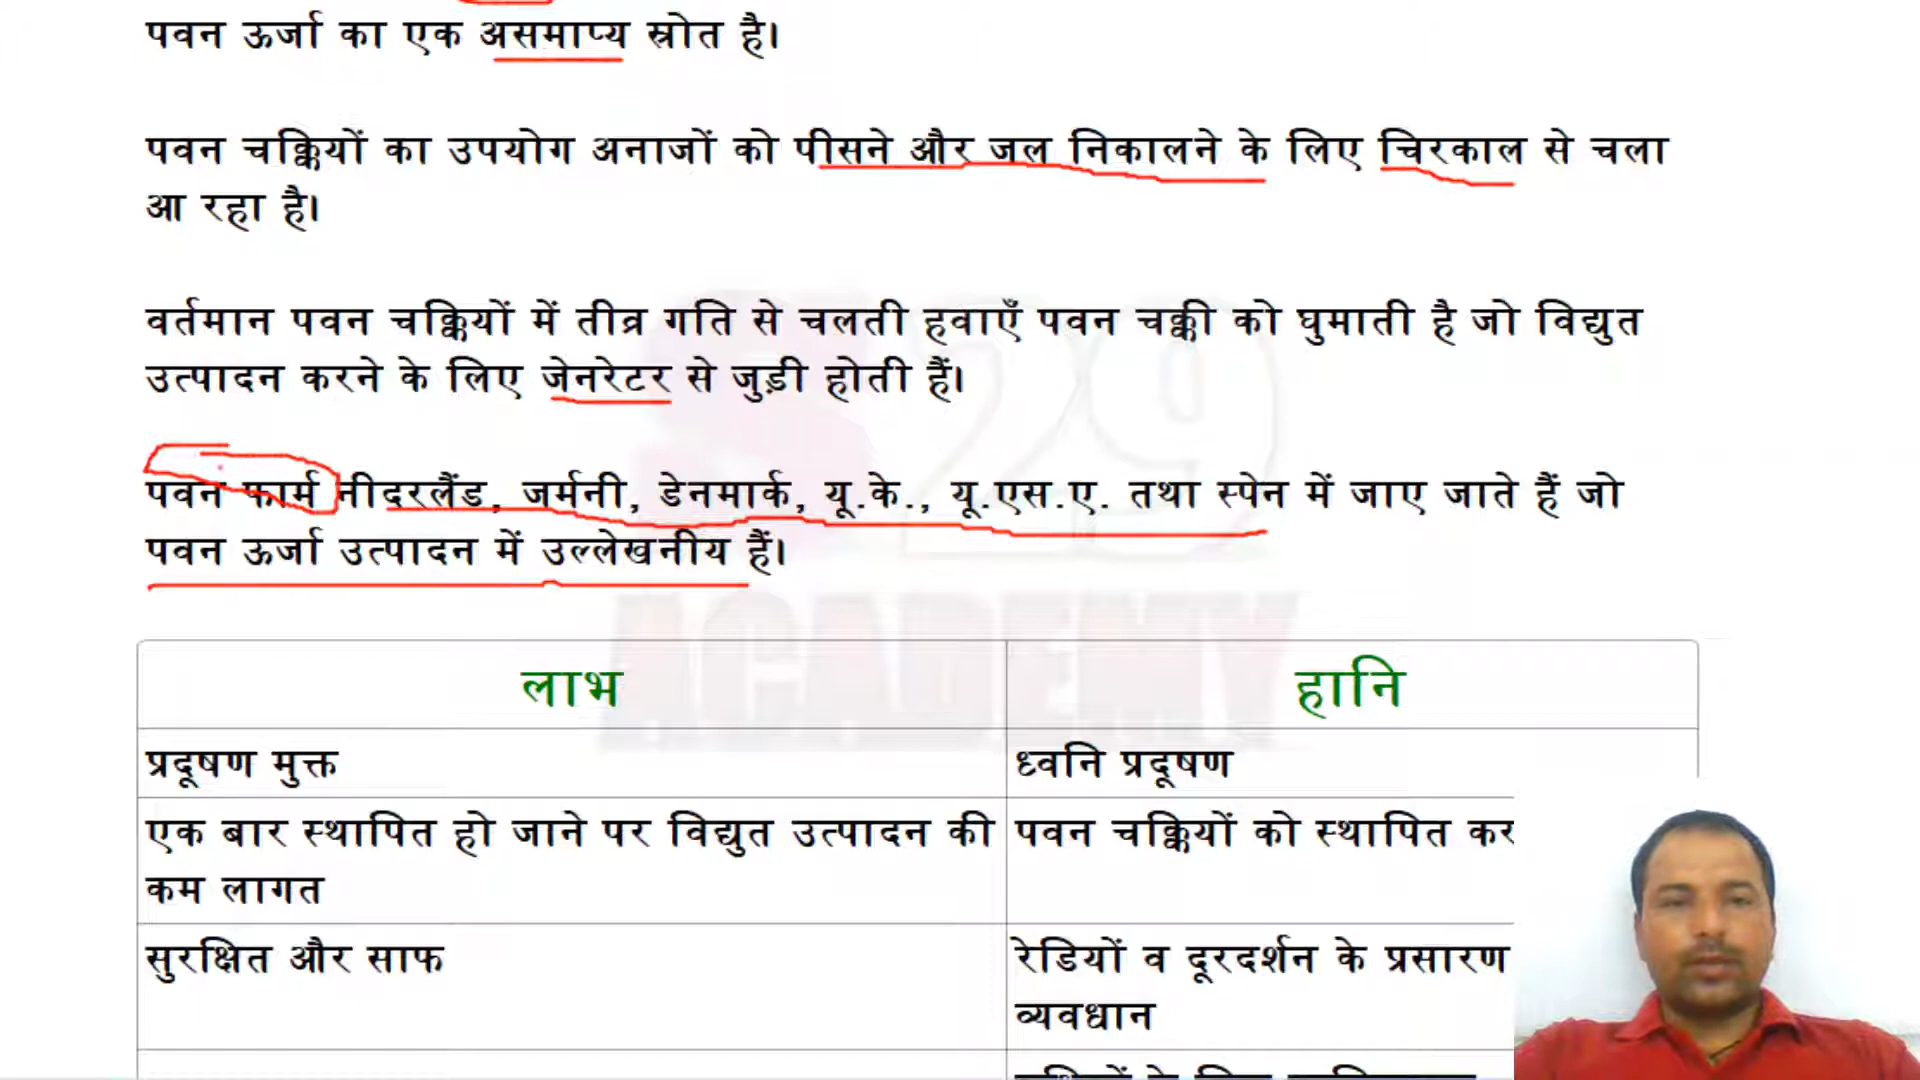 पवन ऊर्जा का एक असमाप्य स्रोत है।
पवन चक्कियों का उपयोग अनाजों को पीसने और जल निकालने के लिए चिरकाल से चला
आ रहा है।
वर्तमान पवन चक्कियों में तीव्र गति से चलती हवाएँ पवन चक्की को घुमाती है जो विद्युत
उत्पादन करने के लिए जेनरेटर से जुड़ी होती हैं।
पवन फार्म नीदरलैंड, जर्मनी, डेनमार्क, यू.के., यू.एस.ए. तथा स्पेन में जाए जाते हैं जो
पवन ऊर्जा उत्पादन में उल्लेखनीय हैं।
S29
ACADEMY
लाभ
हानि
प्रदूषण मुक्त
ध्वनि प्रदूषण
एक बार स्थापित हो जाने पर विद्युत उत्पादन की
कम लागत
पवन चक्कियों को स्थापित कर
सुरक्षित और साफ
रेडियों व दूरदर्शन के प्रसारण
व्यवधान